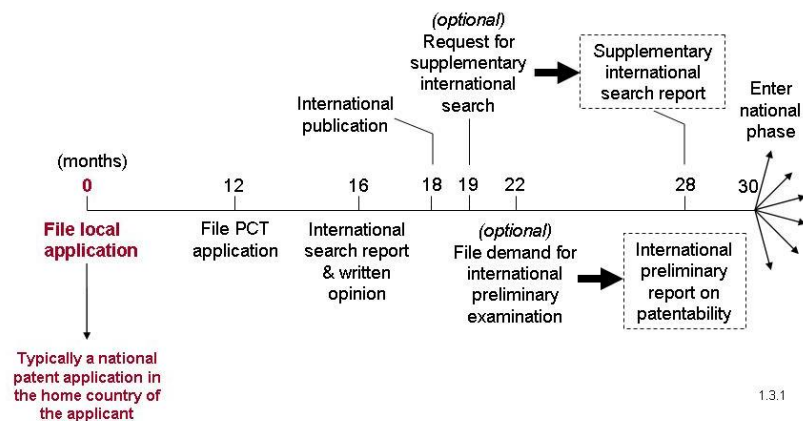 (optional)
Request for
supplementary
international
search
Supplementary
international
search report
Enter
national
phase
International
publication
(months)
0
12
16
18
19
22
28
30
File local
application
File PCT
application
International
search report
& written
opinion
(optional)
File demand for
international
preliminary
examination
International
preliminary
report on
patentability
Typically a national
patent application in
the home country of
the applicant
1.3.1